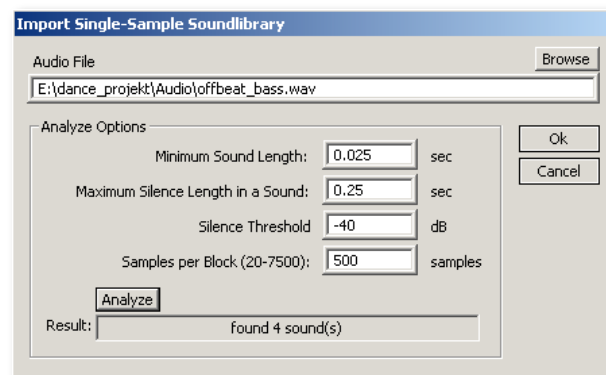 Import Single-Sample Soundlibrary
Audio File
Browse
E:\dance_projekt\Audio\offbeat_bass.wav
Analyze Options
Ok
Minimum Sound Length: 0.025 sec
Cancel
Maximum Silence Length in a Sound: 0.25 sec
Silence Threshold -40 dB
Samples per Block (20-7500): 500 samples
Analyze
Result: found 4 sound(s)